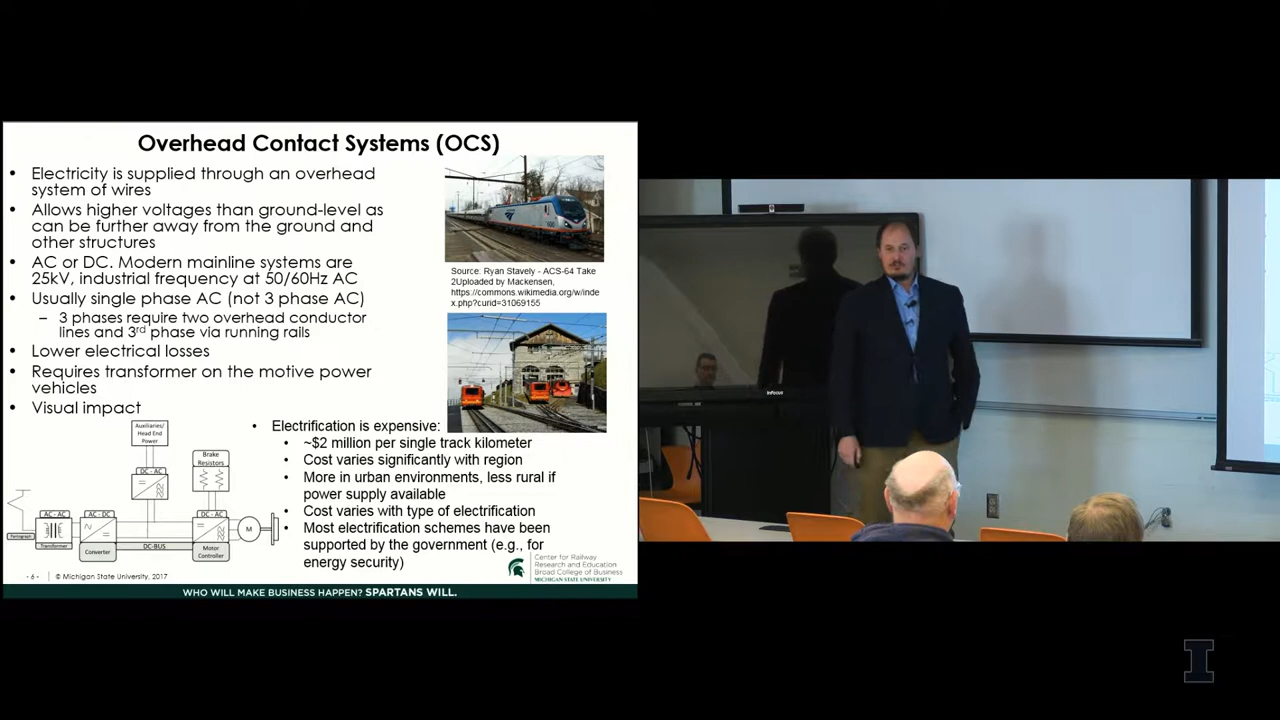 Overhead Contact Systems (OCS)
• Electricity is supplied through an overhead
system of wires
• Allows higher voltages than ground-level as
can be further away from the ground and
other structures
• AC or DC. Modern mainline systems are
25kV, industrial frequency at 50/60Hz AC
• Usually single phase AC (not 3 phase AC)
– 3 phases require two overhead conductor
lines and 3rd phase via running rails
• Lower electrical losses
• Requires transformer on the motive power
vehicles
• Visual impact
Source: Ryan Stavely - ACS-64 Take
2Uploaded by Mackensen,
https://commons.wikimedia.org/w/inde
x.php?curid=31069155
Auxiliaries/
Head End
Power
Brake
Resistors
DC - AC
AC - AC
AC - DC
DC - AC
M
Pantograph
Transformer
Converter
DC-BUS
Motor
Controller
• Electrification is expensive:
• ~$2 million per single track kilometer
• Cost varies significantly with region
• More in urban environments, less rural if
power supply available
• Cost varies with type of electrification
• Most electrification schemes have been
supported by the government (e.g., for
energy security)
Center for Railway
Research and Education
Broad College of Business
MICHIGAN STATE UNIVERSITY
- 6 - © Michigan State University, 2017
WHO WILL MAKE BUSINESS HAPPEN? SPARTANS WILL.
InFocus
I